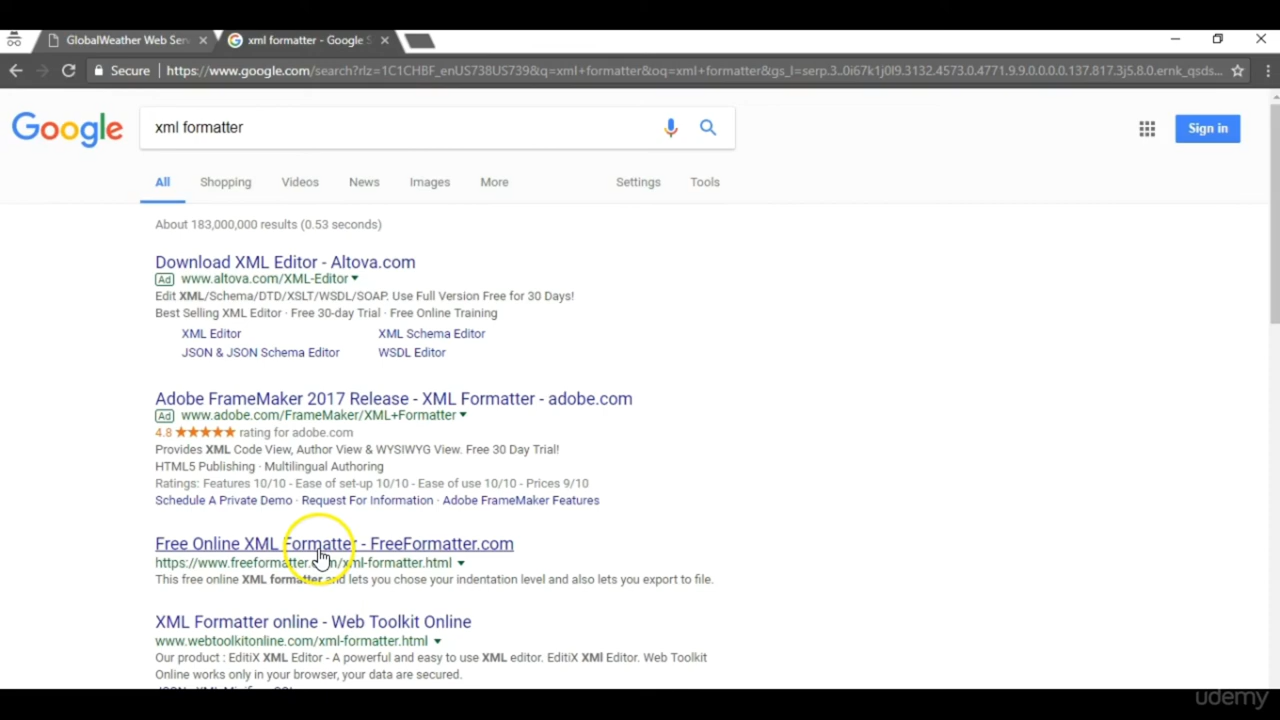 GlobalWeather Web Serv
xml formatter - Google S
Secure
https://www.google.com/search?rlz=1C1CHBF_enUS738US739&q=xml+formatter&oq=xml+formatter&gs_l=serp.3..0i67k1j0l9.3132.4573.0.4771.9.9.0.0.0.0.137.817.3j5.8.0.ernk_qsds...
Google
xml formatter
Sign in
All Shopping Videos News Images More Settings Tools
About 183,000,000 results (0.53 seconds)
Download XML Editor - Altova.com
Ad www.altova.com/XML-Editor
Edit XML/Schema/DTD/XSLT/WSDL/SOAP. Use Full Version Free for 30 Days!
Best Selling XML Editor · Free 30-day Trial · Free Online Training
XML Editor XML Schema Editor
JSON & JSON Schema Editor WSDL Editor
Adobe FrameMaker 2017 Release - XML Formatter - adobe.com
Ad www.adobe.com/FrameMaker/XML+Formatter
4.8 ★★★★★ rating for adobe.com
Provides XML Code View, Author View & WYSIWYG View. Free 30 Day Trial!
HTML5 Publishing · Multilingual Authoring
Ratings: Features 10/10 - Ease of set-up 10/10 - Ease of use 10/10 - Prices 9/10
Schedule A Private Demo · Request For Information · Adobe FrameMaker Features
Free Online XML Formatter - FreeFormatter.com
https://www.freeformatter.com/xml-formatter.html
This free online XML formatter and lets you chose your indentation level and also lets you export to file.
XML Formatter online - Web Toolkit Online
www.webtoolkitonline.com/xml-formatter.html
Our product : EditiX XML Editor - A powerful and easy to use XML editor. EditiX XMl Editor. Web Toolkit
Online works only in your browser, your data are secured.
udemy